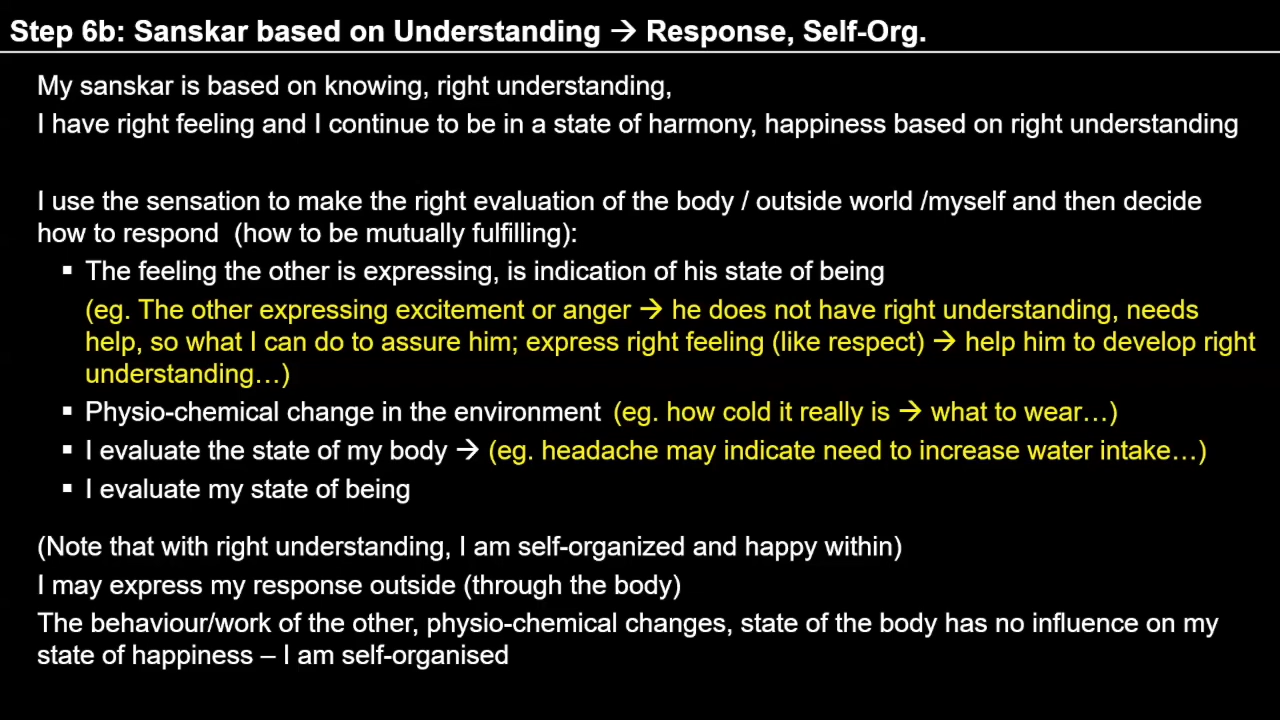 Step 6b: Sanskar based on Understanding → Response, Self-Org.
My sanskar is based on knowing, right understanding,
I have right feeling and I continue to be in a state of harmony, happiness based on right understanding
I use the sensation to make the right evaluation of the body / outside world /myself and then decide
how to respond (how to be mutually fulfilling):
▪ The feeling the other is expressing, is indication of his state of being
(eg. The other expressing excitement or anger → he does not have right understanding, needs
help, so what I can do to assure him; express right feeling (like respect) → help him to develop right
understanding…)
▪ Physio-chemical change in the environment (eg. how cold it really is → what to wear…)
▪ I evaluate the state of my body → (eg. headache may indicate need to increase water intake…)
▪ I evaluate my state of being
(Note that with right understanding, I am self-organized and happy within)
I may express my response outside (through the body)
The behaviour/work of the other, physio-chemical changes, state of the body has no influence on my
state of happiness – I am self-organised